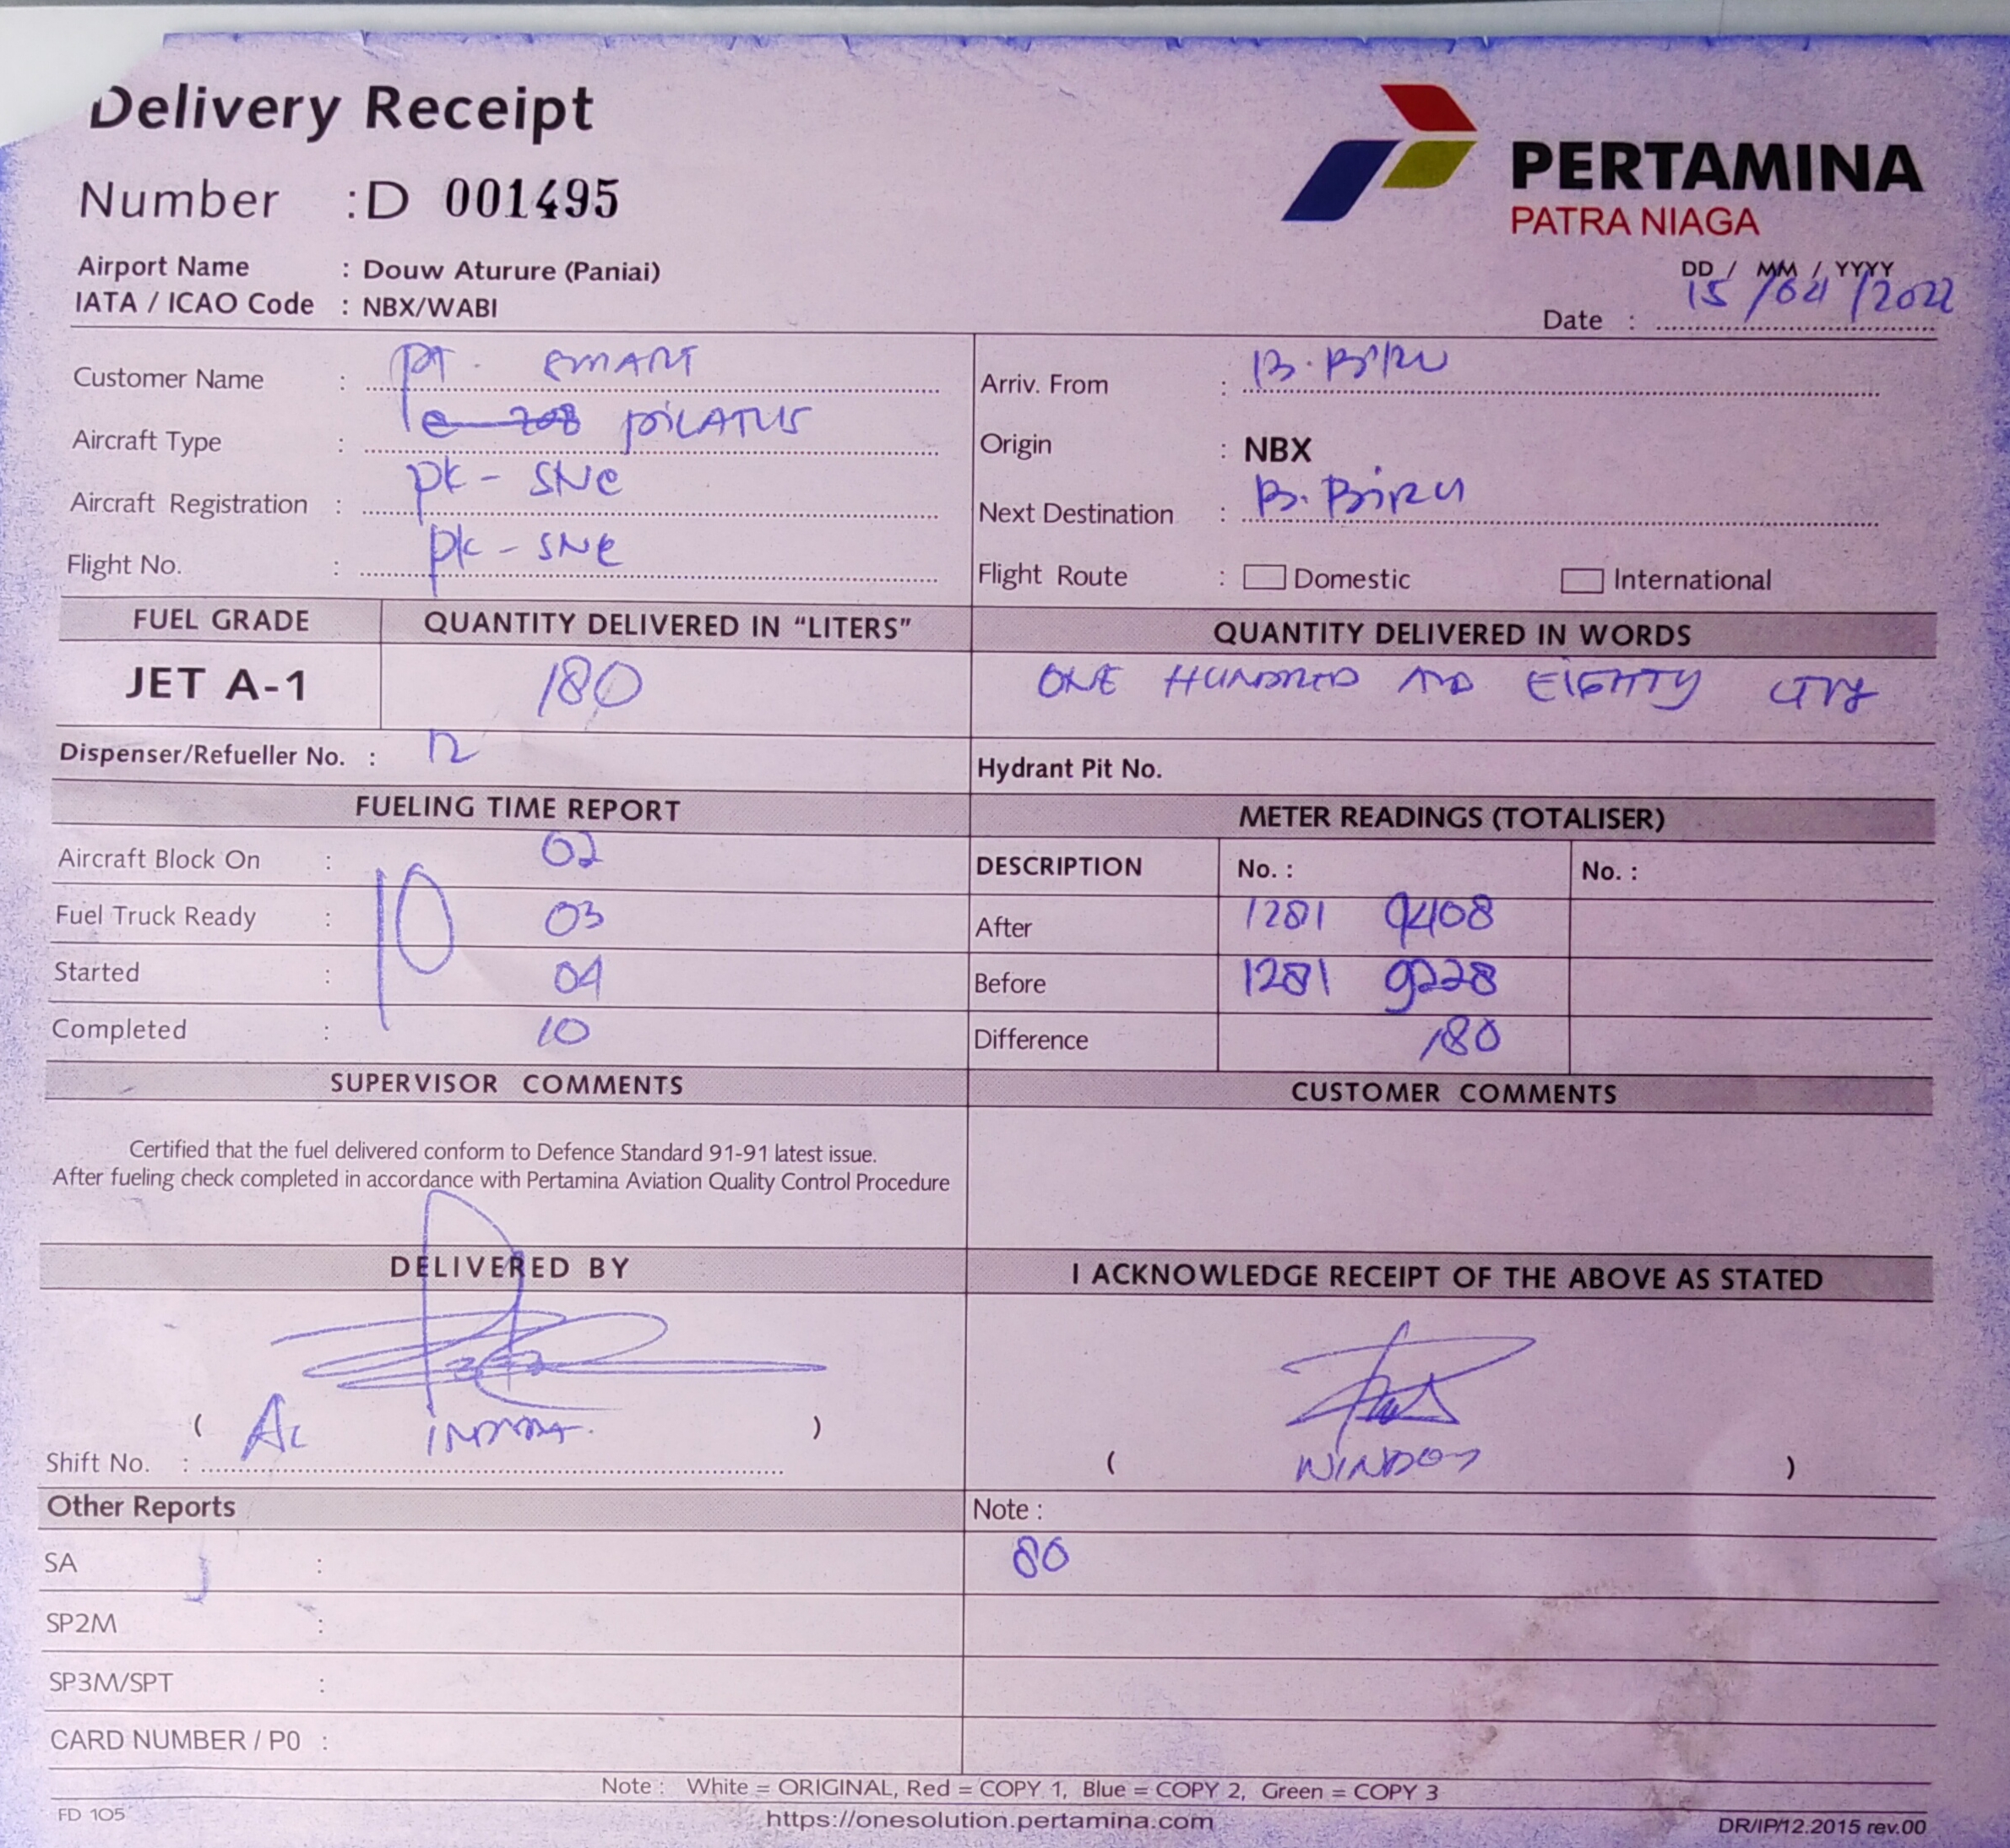 Delivery Receipt
Number : D 001495
PERTAMINA
PATRA NIAGA
Airport Name : Douw Aturure (Paniai)
IATA / ICAO Code : NBX/WABI
DD / MM / YYYY
Date : 15/04/2022
Customer Name : PT. SMART
Aircraft Type : PILATUS
Aircraft Registration : PK - SNE
Flight No. : PK - SNE
Arriv. From : B. BIRU
Origin : NBX
Next Destination : B. BIRU
Flight Route : Domestic International
FUEL GRADE QUANTITY DELIVERED IN “LITERS” QUANTITY DELIVERED IN WORDS
JET A-1 180 ONE HUNDRED AND EIGHTY
Dispenser/Refueller No. : 12
Hydrant Pit No.
FUELING TIME REPORT
Aircraft Block On : 02
Fuel Truck Ready : 03
10
Started : 04
Completed : 10
METER READINGS (TOTALISER)
DESCRIPTION No. : No. :
After 1281 9408
Before 1281 9228
Difference 180
SUPERVISOR COMMENTS
CUSTOMER COMMENTS
Certified that the fuel delivered conform to Defence Standard 91-91 latest issue.
After fueling check completed in accordance with Pertamina Aviation Quality Control Procedure
DELIVERED BY
I ACKNOWLEDGE RECEIPT OF THE ABOVE AS STATED
( )
Shift No. :
( )
Other Reports
Note :
SA :
80
SP2M :
SP3M/SPT :
CARD NUMBER / P0 :
Note : White = ORIGINAL, Red = COPY 1, Blue = COPY 2, Green = COPY 3
FD 105
https://onesolution.pertamina.com
DR/IP/12.2015 rev.00